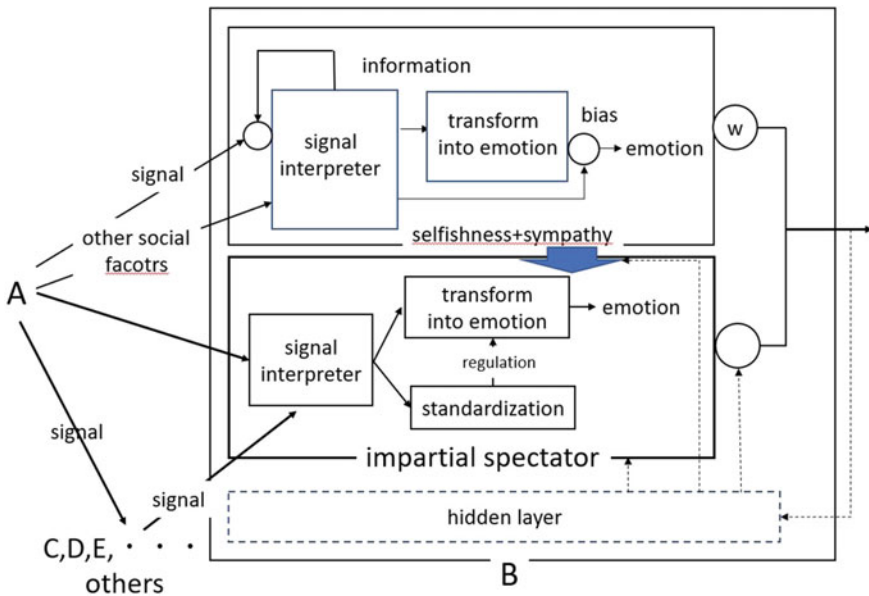 information
signal
interpreter
transform
into emotion
bias
emotion
w
signal
other social
facotrs
selfishness+sympathy
A
transform
into emotion
emotion
signal
interpreter
regulation
standardization
impartial spectator
signal
signal
hidden layer
C,D,E, · · ·
others
B